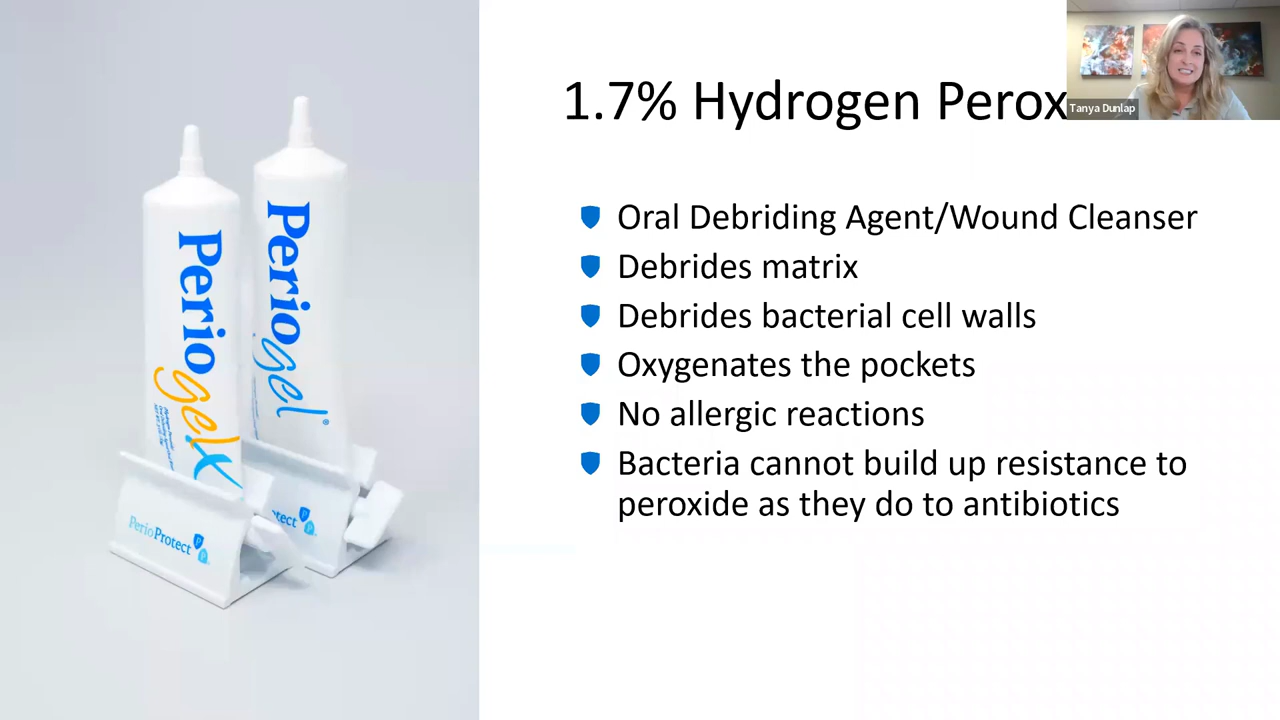 1.7% Hydrogen Perox
Tanya Dunlap
Oral Debriding Agent/Wound Cleanser
Debrides matrix
Debrides bacterial cell walls
Oxygenates the pockets
No allergic reactions
Bacteria cannot build up resistance to
peroxide as they do to antibiotics
Periogelx
Periogel®
PerioProtect
otect